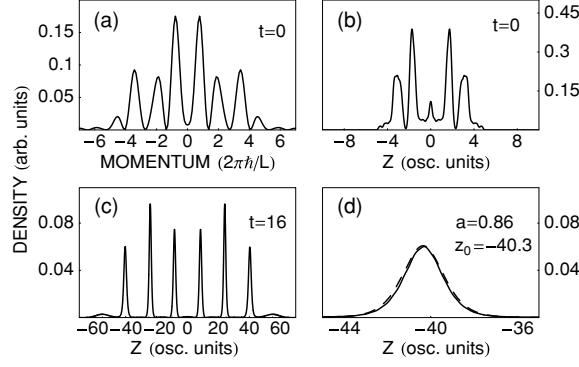 (a)
t=0
0.15
0.1
0.05
−6 −4 −2 0 2 4 6
MOMENTUM (2πħ/L)
(b)
t=0
0.45
0.3
0.15
−8 −4 0 4 8
Z (osc. units)
DENSITY (arb. units)
(c)
t=16
0.08
0.04
−60 −40 −20 0 20 40 60
Z (osc. units)
(d)
a=0.86
z₀=−40.3
0.08
0.04
−44 −40 −36
Z (osc. units)